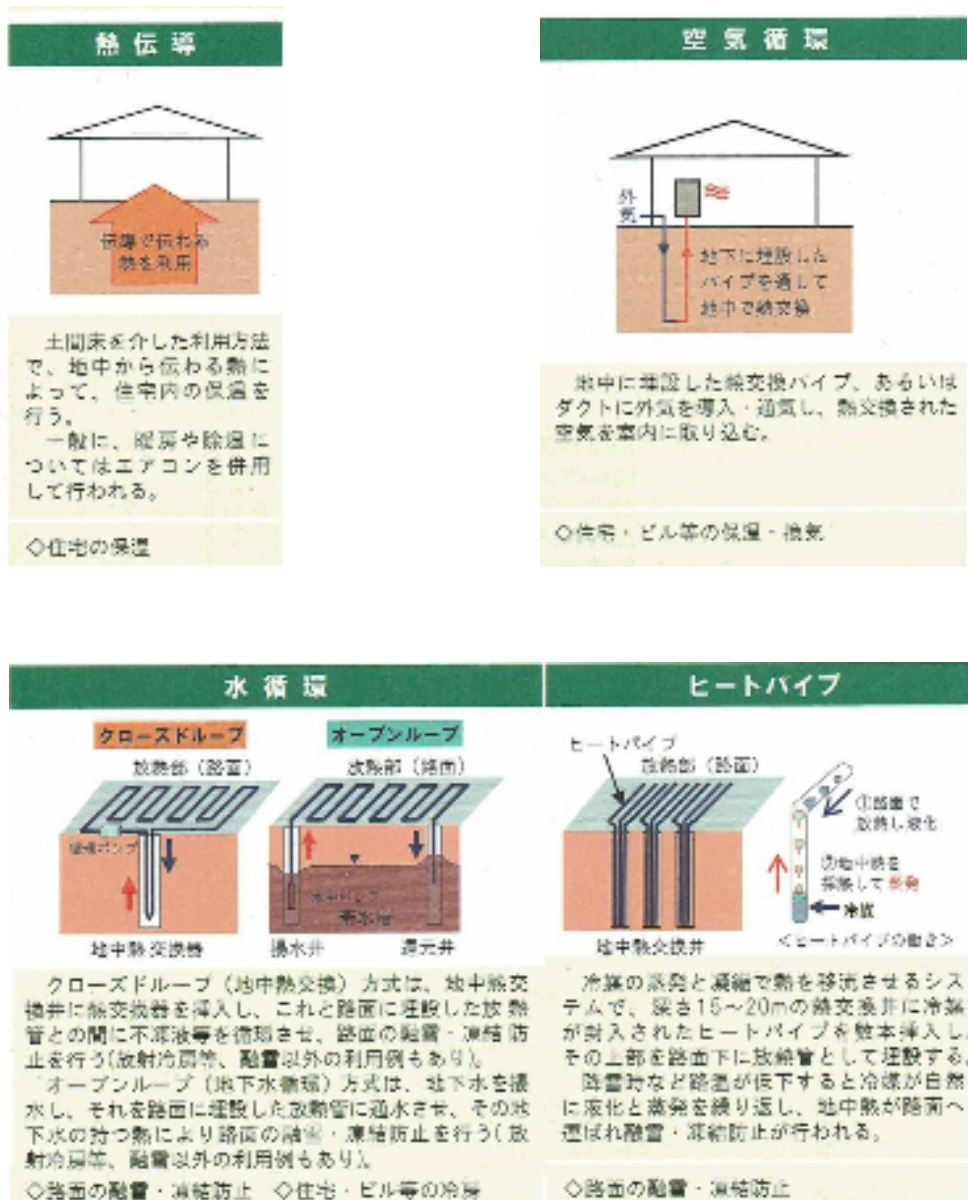 熱伝導
伝導で伝わる
熱を利用
土間床を介した利用方法
で、地中から伝わる熱に
よって、住宅内の保温を
行う。
一般に、暖房や除湿に
ついてはエアコンを併用
して行われる。
◇住宅の保温
空気循環
外
気
地下に埋設した
パイプを通して
地中で熱交換
地中に埋設した熱交換パイプ、あるいは
ダクトに外気を導入・通気し、熱交換された
空気を室内に取り込む。
◇住宅・ビル等の保温・換気
水循環
クローズドループ
オープンループ
放熱部（路面）
放熱部（路面）
循環ポンプ
水中ポンプ
帯水層
地中熱交換器
揚水井
還元井
クローズドループ（地中熱交換）方式は、地中熱交
換井に熱交換器を挿入し、これと路面に埋設した放熱
管との間に不凍液等を循環させ、路面の融雪・凍結防
止を行う(放射冷房等、融雪以外の利用例もあり)。
オープンループ（地下水循環）方式は、地下水を揚
水し、それを路面に埋設した放熱管に通水させ、その地
下水の持つ熱により路面の融雪・凍結防止を行う(放
射冷房等、融雪以外の利用例もあり)。
◇路面の融雪・凍結防止　◇住宅・ビル等の冷房
ヒートパイプ
ヒートパイプ
放熱部（路面）
①路面で
放熱し液化
②地中熱を
採熱して蒸発
冷媒
地中熱交換井
＜ヒートパイプの働き＞
冷媒の蒸発と凝縮で熱を移流させるシス
テムで、深さ15～20mの熱交換井に冷媒
が封入されたヒートパイプを数本挿入し、
その上部を路面下に放熱管として埋設する。
降雪時など路温が低下すると冷媒が自然
に液化と蒸発を繰り返し、地中熱が路面へ
運ばれ融雪・凍結防止が行われる。
◇路面の融雪・凍結防止